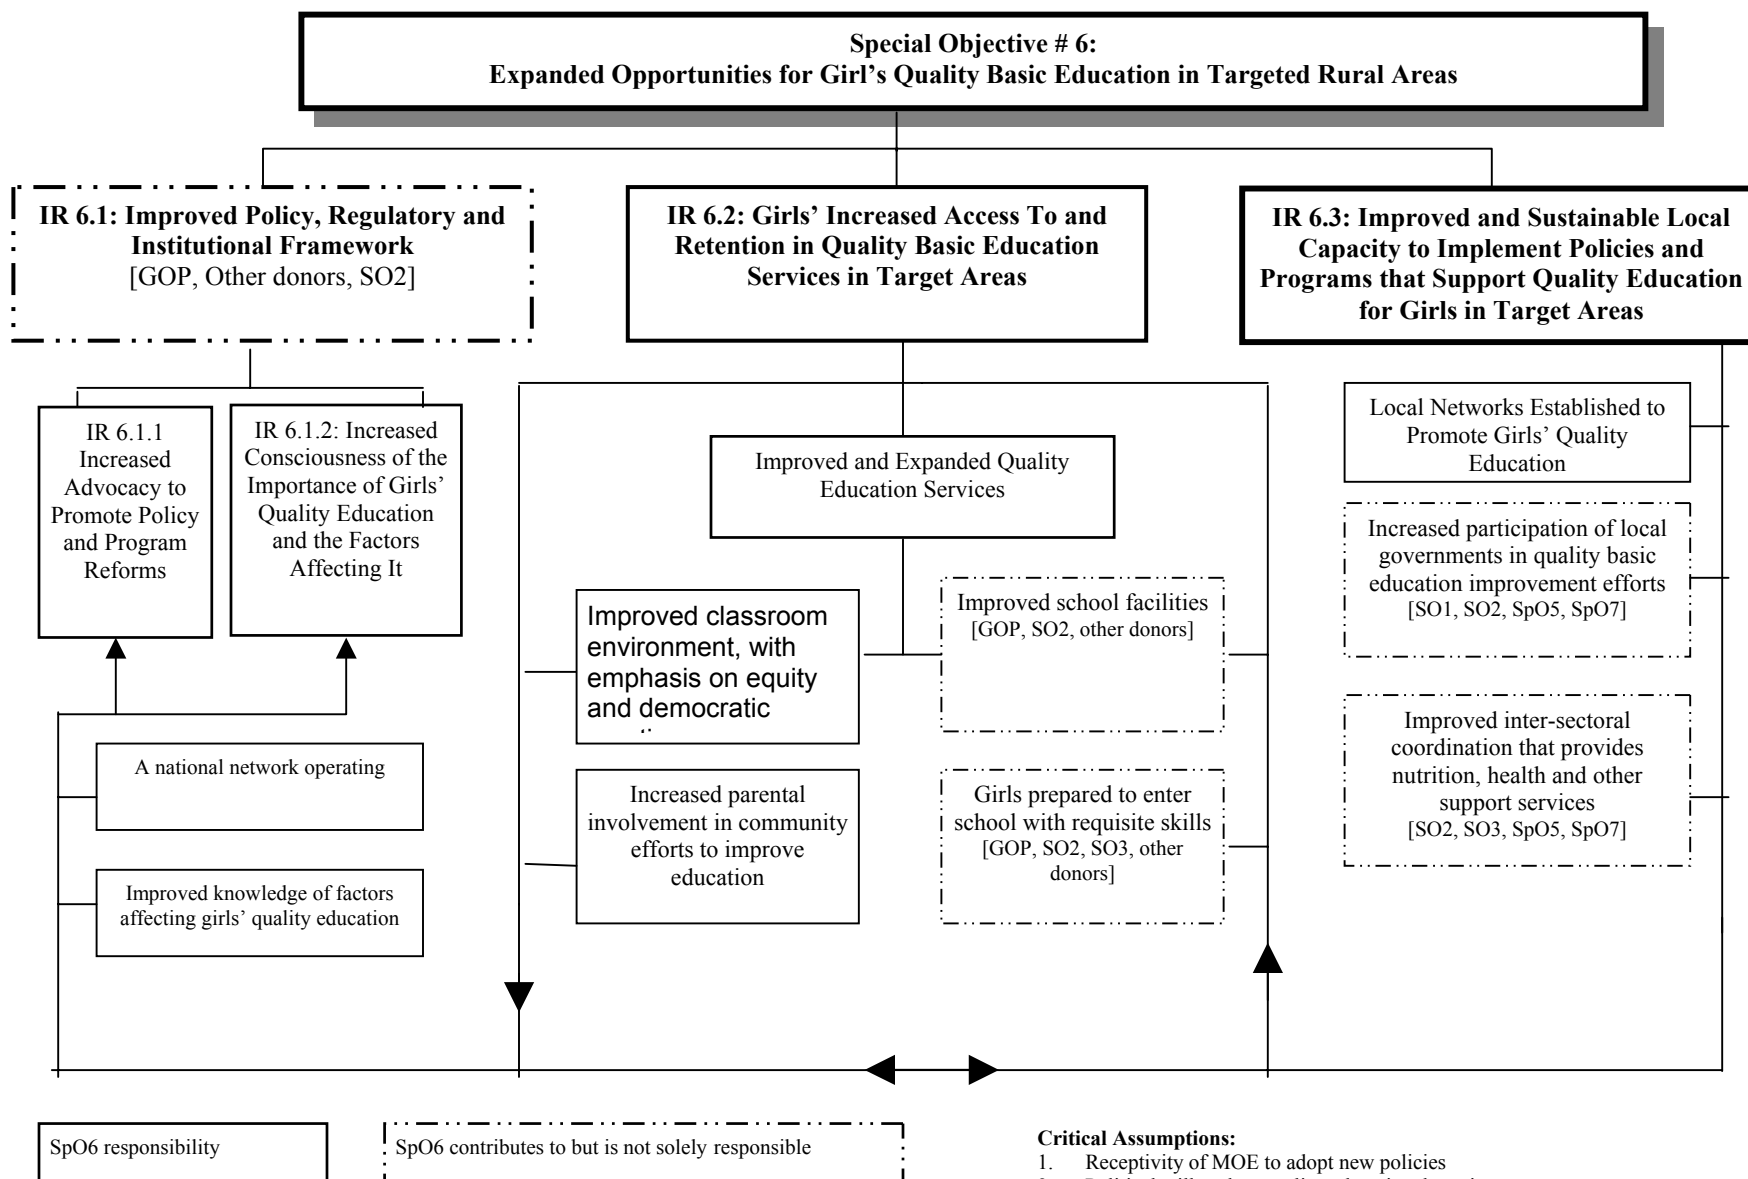 Special Objective # 6:
Expanded Opportunities for Girl's Quality Basic Education in Targeted Rural Areas
IR 6.1: Improved Policy, Regulatory and
Institutional Framework
[GOP, Other donors, SO2]
IR 6.2: Girls' Increased Access To and
Retention in Quality Basic Education
Services in Target Areas
IR 6.3: Improved and Sustainable Local
Capacity to Implement Policies and
Programs that Support Quality Education
for Girls in Target Areas
IR 6.1.1
Increased
Advocacy to
Promote Policy
and Program
Reforms
IR 6.1.2: Increased
Consciousness of the
Importance of Girls'
Quality Education
and the Factors
Affecting It
A national network operating
Improved knowledge of factors
affecting girls' quality education
Improved and Expanded Quality
Education Services
Improved classroom
environment, with
emphasis on equity
and democratic
Improved school facilities
[GOP, SO2, other donors]
Increased parental
involvement in community
efforts to improve
education
Girls prepared to enter
school with requisite skills
[GOP, SO2, SO3, other
donors]
Local Networks Established to
Promote Girls' Quality
Education
Increased participation of local
governments in quality basic
education improvement efforts
[SO1, SO2, SpO5, SpO7]
Improved inter-sectoral
coordination that provides
nutrition, health and other
support services
[SO2, SO3, SpO5, SpO7]
SpO6 responsibility
SpO6 contributes to but is not solely responsible
Critical Assumptions:
1. Receptivity of MOE to adopt new policies